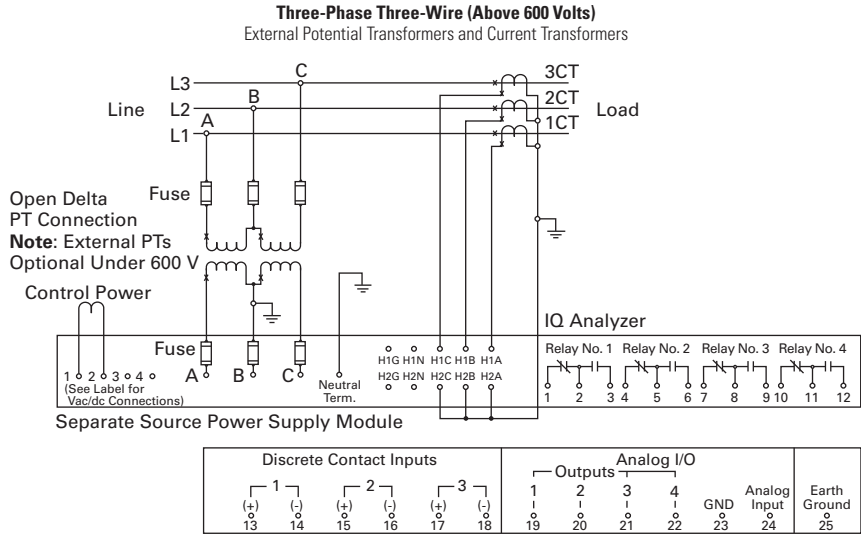 Three-Phase Three-Wire (Above 600 Volts)
External Potential Transformers and Current Transformers
L3
C
3CT
Line
L2
B
2CT
Load
L1
A
1CT
Fuse
Open Delta
PT Connection
Note: External PTs
Optional Under 600 V
Control Power
IQ Analyzer
Fuse
H1G H1N H1C H1B H1A
H2G H2N H2C H2B H2A
Relay No. 1 Relay No. 2 Relay No. 3 Relay No. 4
1 2 3 4
(See Label for
Vac/dc Connections)
A B C
Neutral
Term.
1 2 3 4 5 6 7 8 9 10 11 12
Separate Source Power Supply Module
Discrete Contact Inputs
1 2 3
(+) (-) (+) (-) (+) (-)
13 14 15 16 17 18
Analog I/O
Outputs
1 2 3 4
GND
Analog
Input
Earth
Ground
19 20 21 22 23 24 25